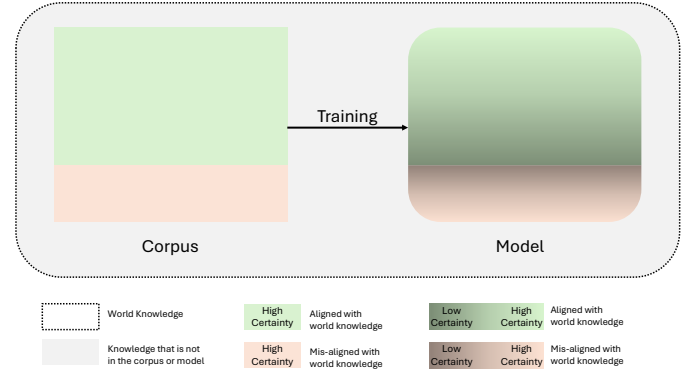 Training
Corpus
Model
World Knowledge
Knowledge that is not
in the corpus or model
High
Certainty
Aligned with
world knowledge
High
Certainty
Mis-aligned with
world knowledge
Low
Certainty
High
Certainty
Aligned with
world knowledge
Low
Certainty
High
Certainty
Mis-aligned with
world knowledge